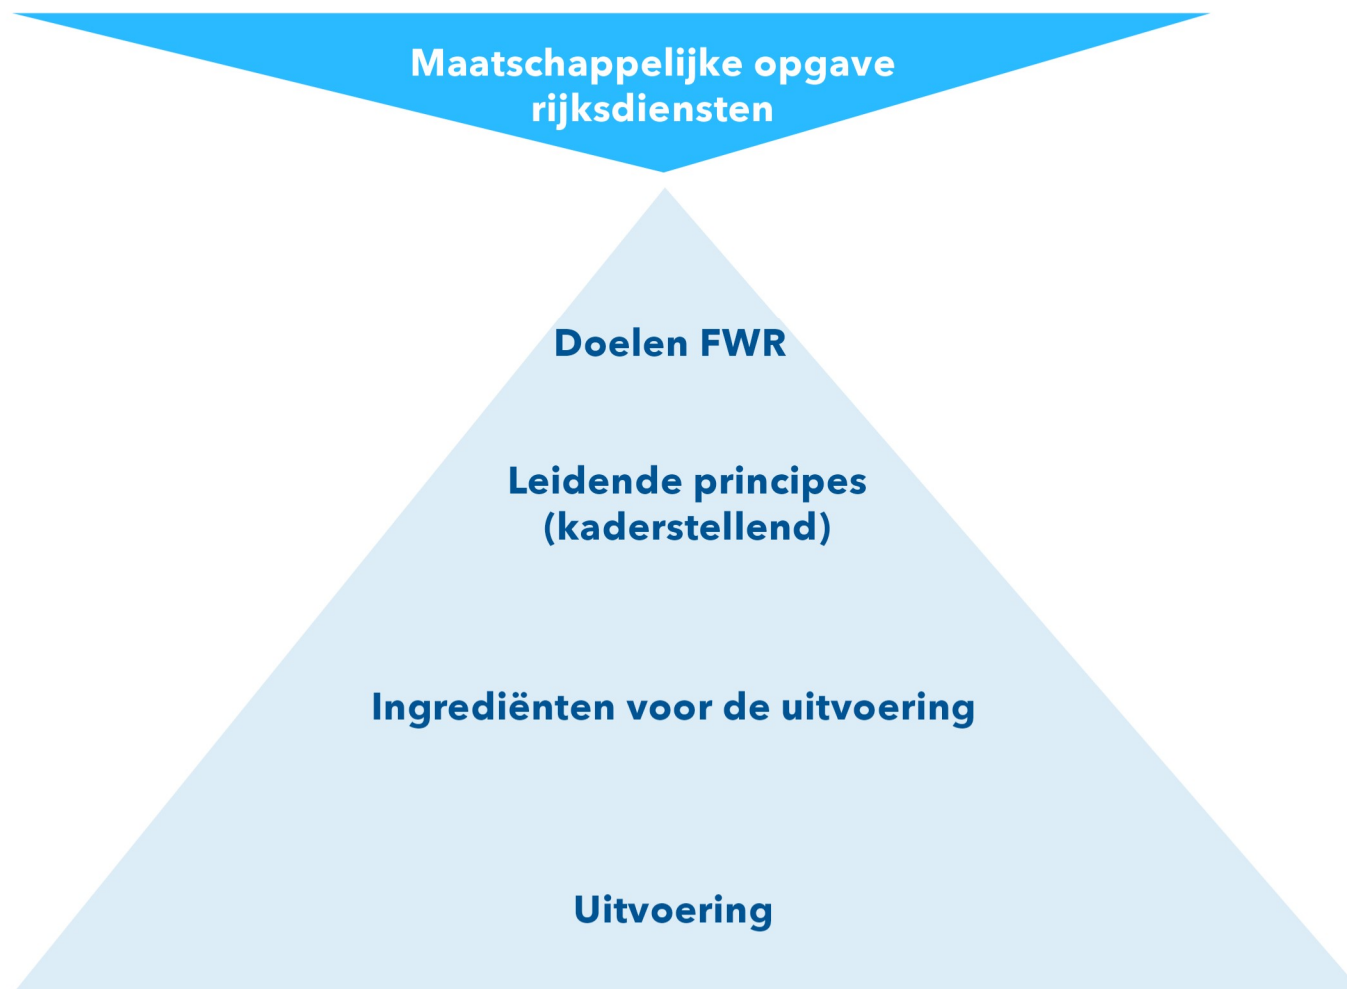 Maatschappelijke opgave
rijksdiensten
Doelen FWR
Leidende principes
(kaderstellend)
Ingrediënten voor de uitvoering
Uitvoering